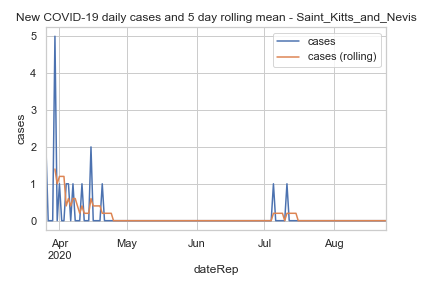 New COVID-19 daily cases and 5 day rolling mean - Saint_Kitts_and_Nevis
cases
cases (rolling)
5
4
3
2
1
0
cases
Apr
2020
May
Jun
Jul
Aug
dateRep